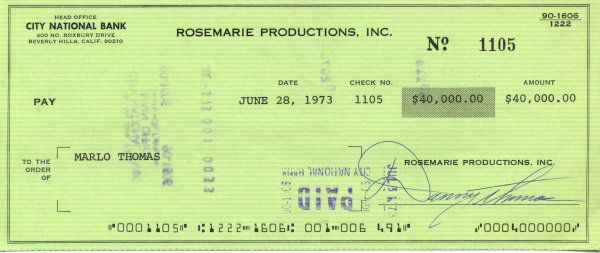 HEAD OFFICE
CITY NATIONAL BANK
400 NO. ROXBURY DRIVE
BEVERLY HILLS, CALIF. 90210
ROSEMARIE PRODUCTIONS, INC.
90-1606
1222
No. 1105
DATE CHECK NO. AMOUNT
PAY JUNE 28, 1973 1105 $40,000.00 $40,000.00
TO THE
ORDER
OF
MARLO THOMAS
ROSEMARIE PRODUCTIONS, INC.
CITY NATIONAL BANK
PAID
Danny Thomas
⑈0001105⑈ ⑆1222⑉1606⑆ 001⑉006 491⑈ ⑈0004000000⑈